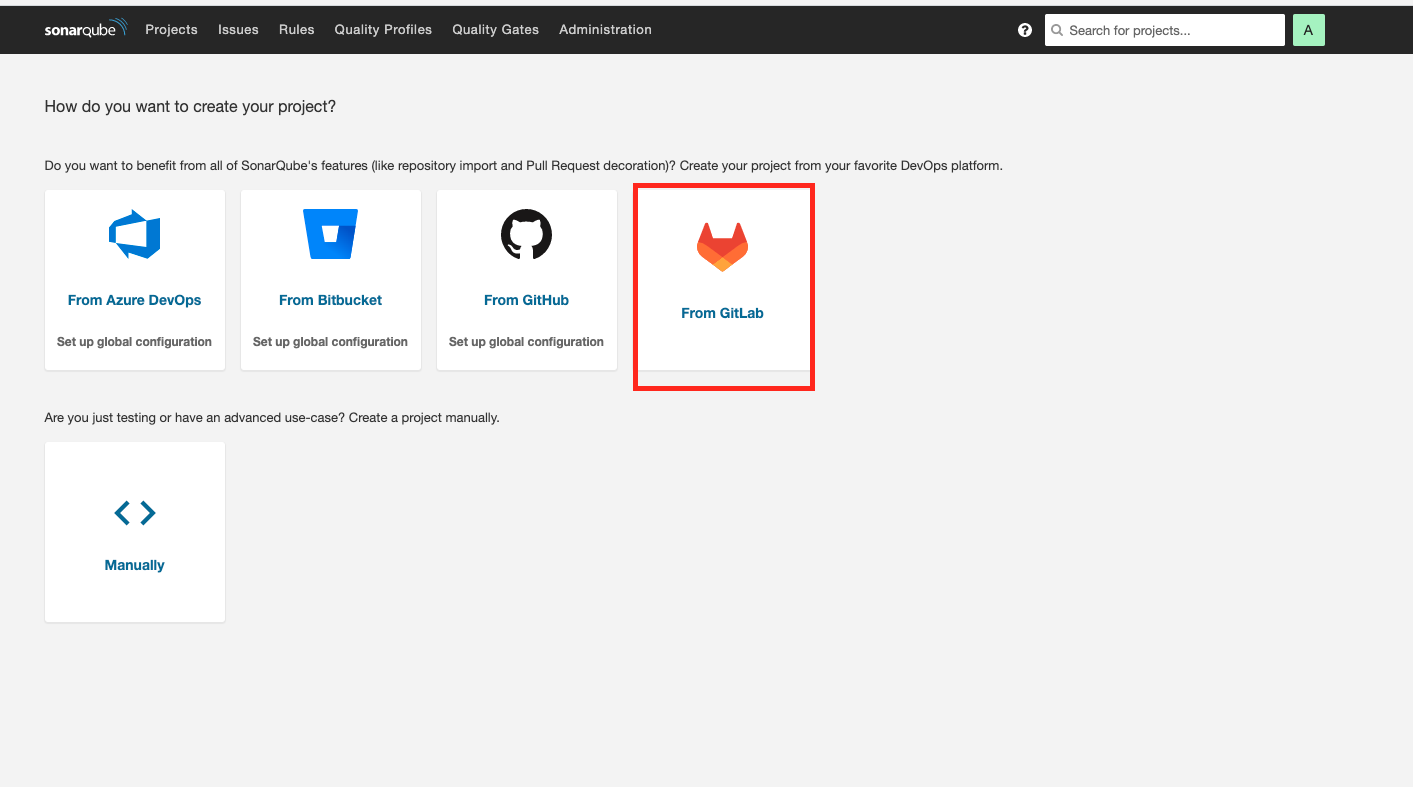 sonarqube Projects Issues Rules Quality Profiles Quality Gates Administration ? Search for projects... A
How do you want to create your project?
Do you want to benefit from all of SonarQube's features (like repository import and Pull Request decoration)? Create your project from your favorite DevOps platform.
From Azure DevOps
Set up global configuration
From Bitbucket
Set up global configuration
From GitHub
Set up global configuration
From GitLab
Are you just testing or have an advanced use-case? Create a project manually.
Manually